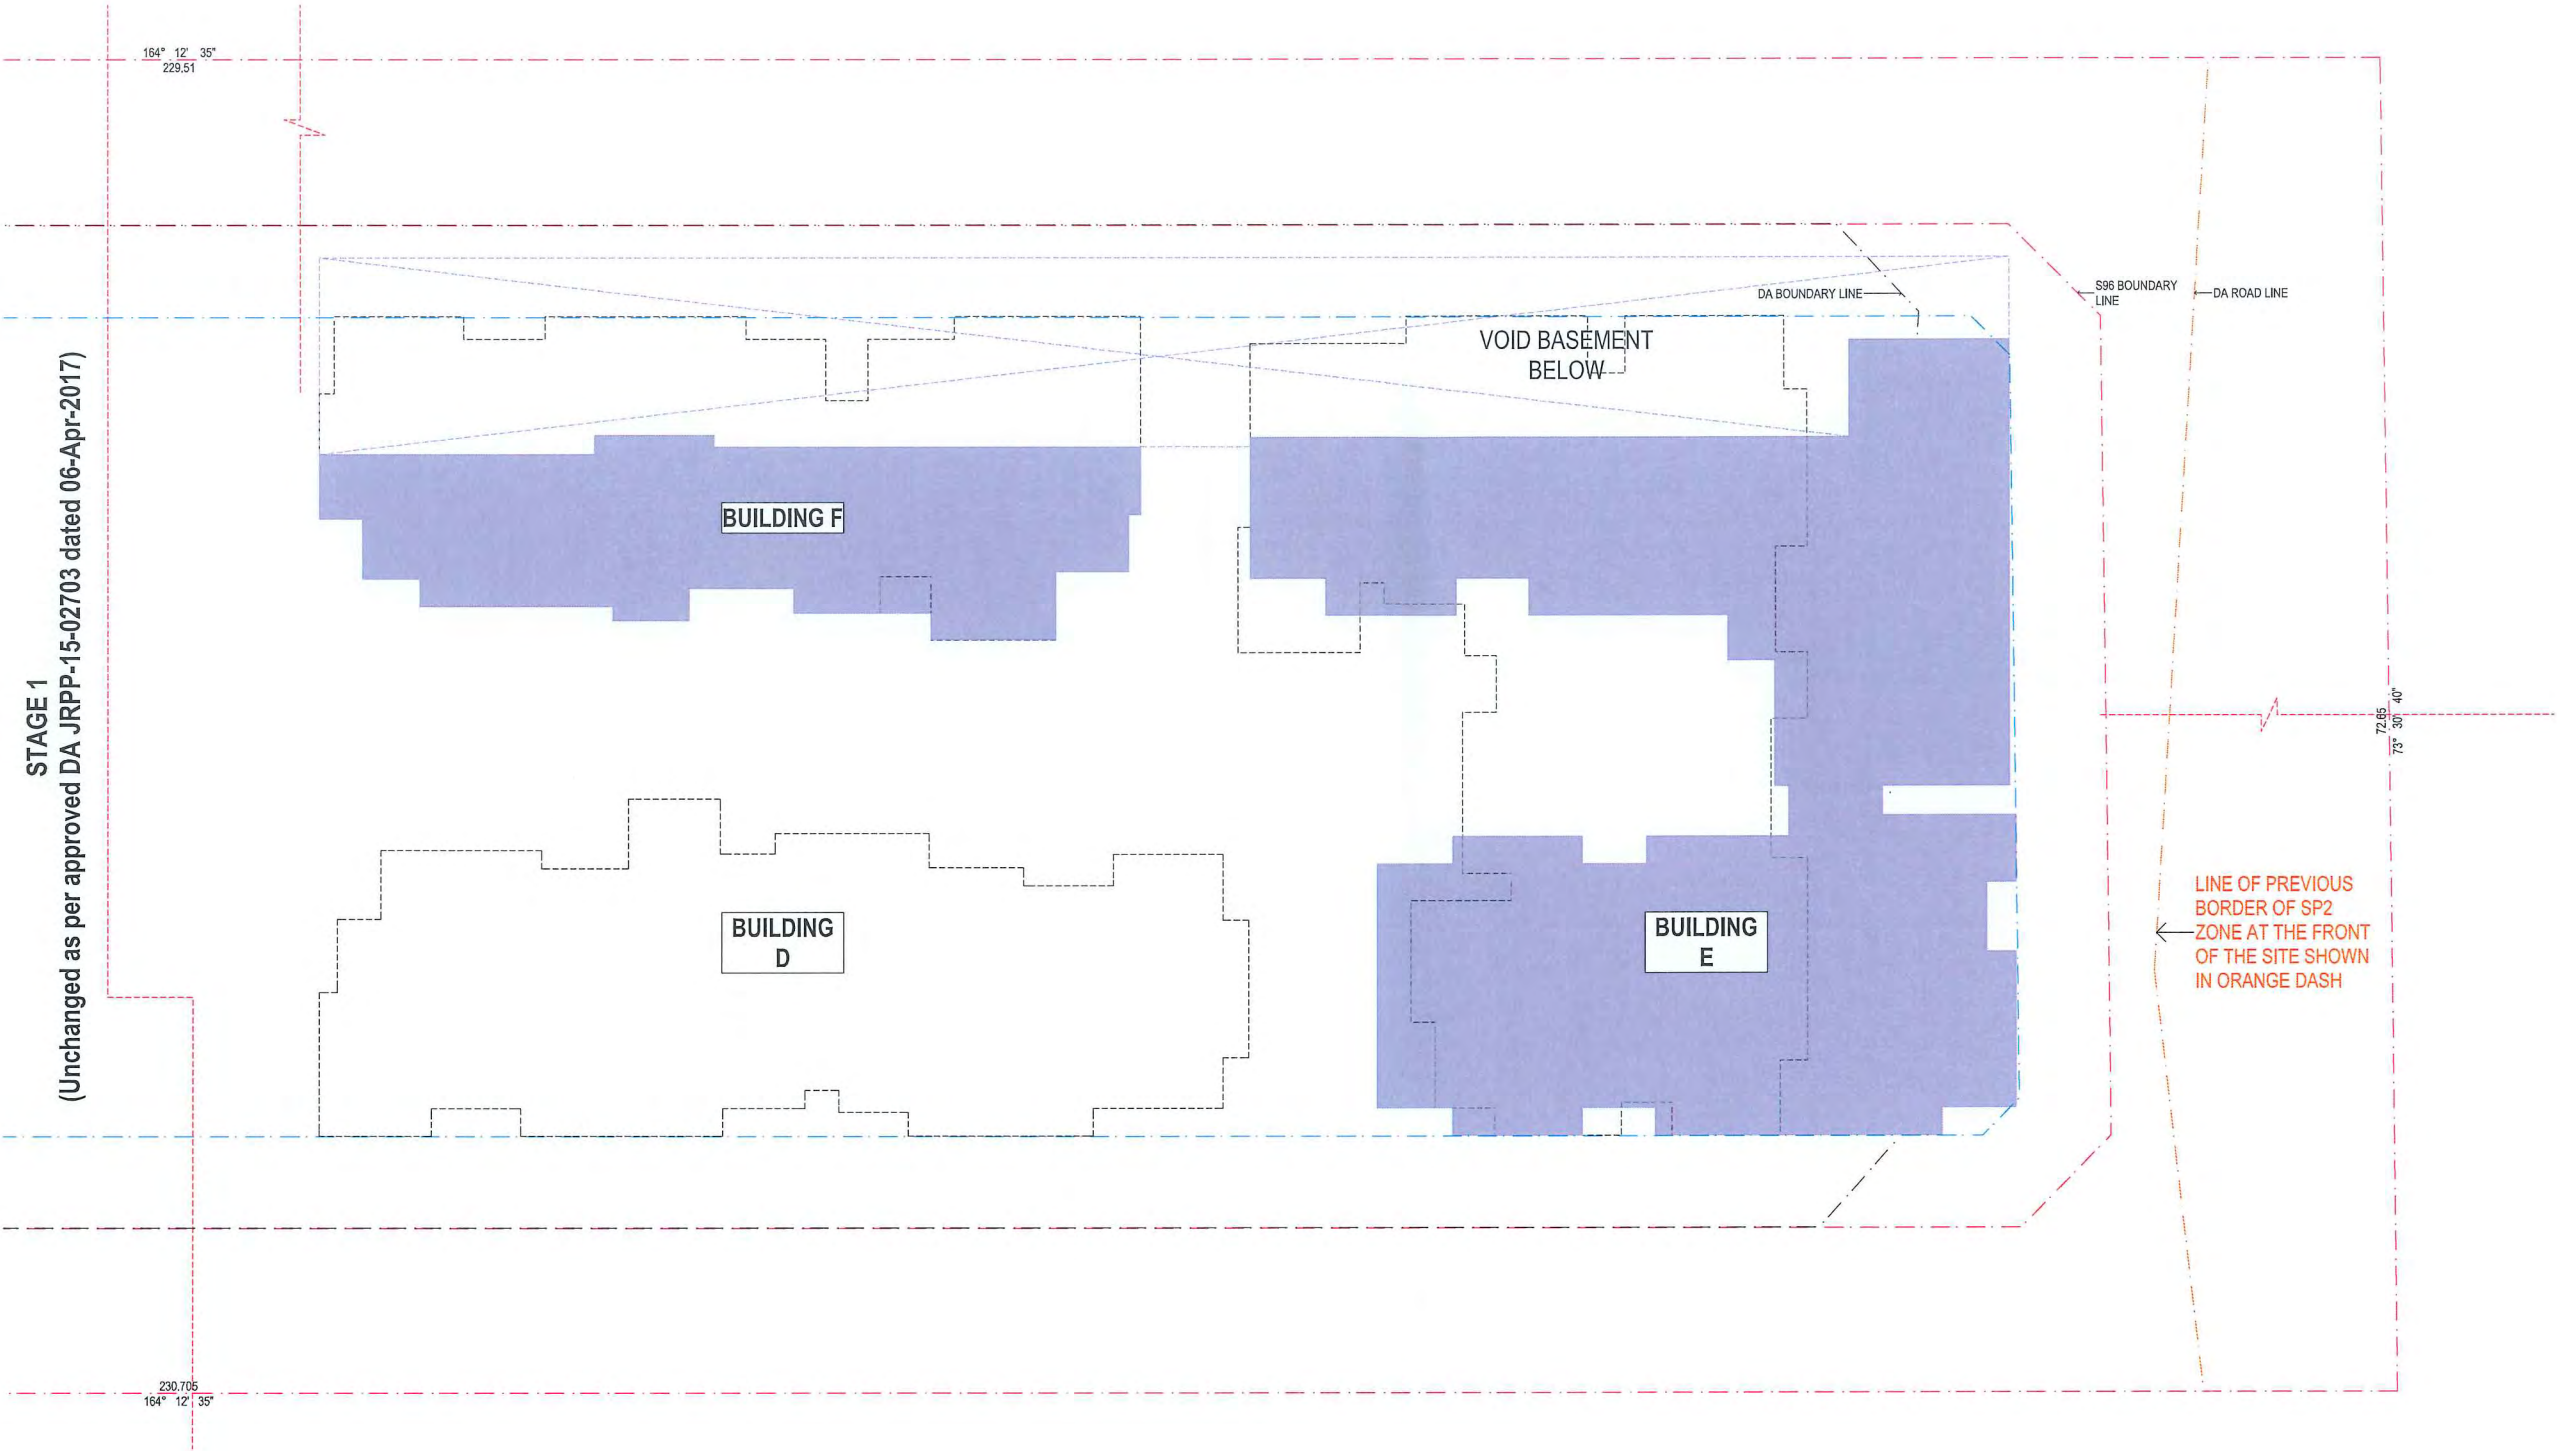 164° 12' 35"
229.51
STAGE 1
(Unchanged as per approved DA JRPP-15-02703 dated 06-Apr-2017)
DA BOUNDARY LINE
S96 BOUNDARY
LINE
DA ROAD LINE
VOID BASEMENT
BELOW
BUILDING F
72.65
73° 30' 40"
BUILDING
D
BUILDING
E
LINE OF PREVIOUS
BORDER OF SP2
ZONE AT THE FRONT
OF THE SITE SHOWN
IN ORANGE DASH
230.705
164° 12' 35"